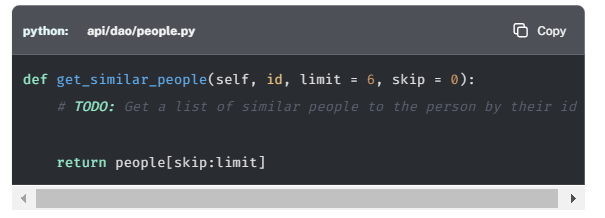 python: api/dao/people.py Copy
def get_similar_people(self, id, limit = 6, skip = 0):
    # TODO: Get a list of similar people to the person by their id
    return people[skip:limit]